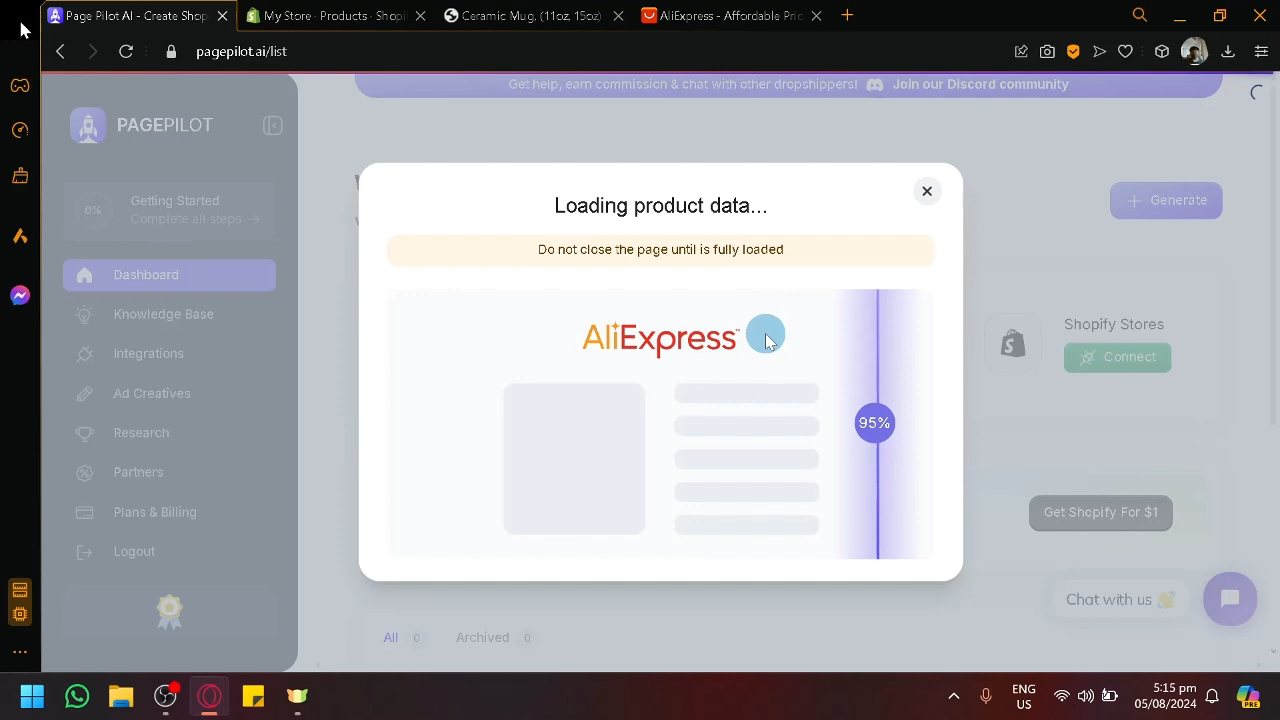 Page Pilot AI - Create Shop
My Store - Products · Shopi
Ceramic Mug, (11oz, 15oz)
AliExpress - Affordable Pric
pagepilot.ai/list
Get help, earn commission & chat with other dropshippers! Join our Discord community
PAGEPILOT
0%
Getting Started
Complete all steps →
Dashboard
Knowledge Base
Integrations
Ad Creatives
Research
Partners
Plans & Billing
Logout
Loading product data...
Do not close the page until is fully loaded
AliExpress™
95%
+ Generate
Shopify Stores
Connect
Get Shopify For $1
Chat with us 👋
All 0
Archived 0
ENG
US
5:15 pm
05/08/2024
PRE